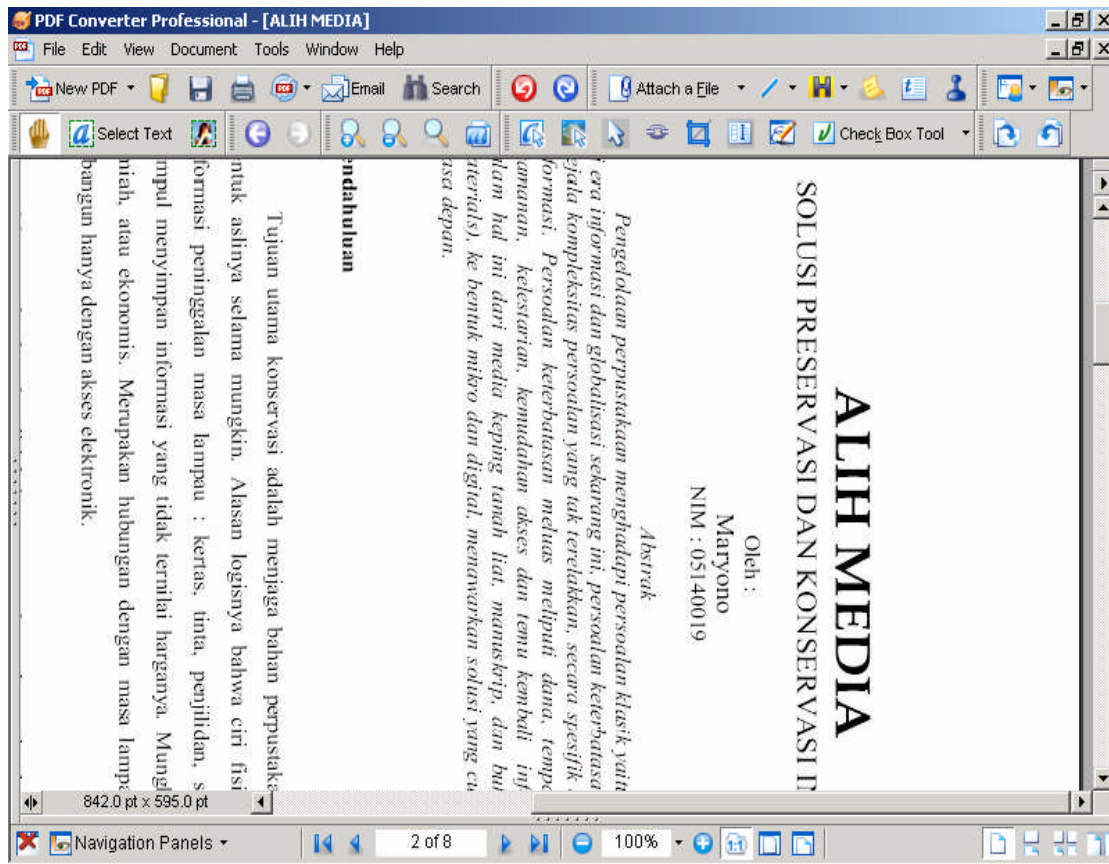 PDF Converter Professional - [ALIH MEDIA]
File Edit View Document Tools Window Help
New PDF Email Search Attach a File
Select Text Check Box Tool
ALIH MEDIA
SOLUSI PRESERVASI DAN KONSERVASI
Oleh :
Maryono
NIM : 05140019
Abstrak
Pengelolaan perpustakaan menghadapi persoalan klasik yaitu
i era informasi dan globalisasi sekarang ini, persoalan keterbatasa
ejala kompleksitas persoalan yang tak terelakkan, secara spesifik
formasi. Persoalan keterbatasan meluas meliputi dana, tempa
amanan, kelestarian, kemudahan akses dan temu kembali inf
alam hal ini dari media keping tanah liat, manuskrip, dan
aterials), ke bentuk mikro dan digital, menawarkan solusi yang cu
asa depan.
endahuluan
Tujuan utama konservasi adalah menjaga bahan perpustaka
ntuk aslinya selama mungkin. Alasan logisnya bahwa ciri fisi
formasi peninggalan masa lampau : kertas, tinta, penjilidan, s
mpul menyimpan informasi yang tidak ternilai harganya. Mungk
miah, atau ekonomis. Merupakan hubungan dengan masa lampa
bangun hanya dengan akses elektronik.
842.0 pt x 595.0 pt
Navigation Panels 2 of 8 100% 1:1